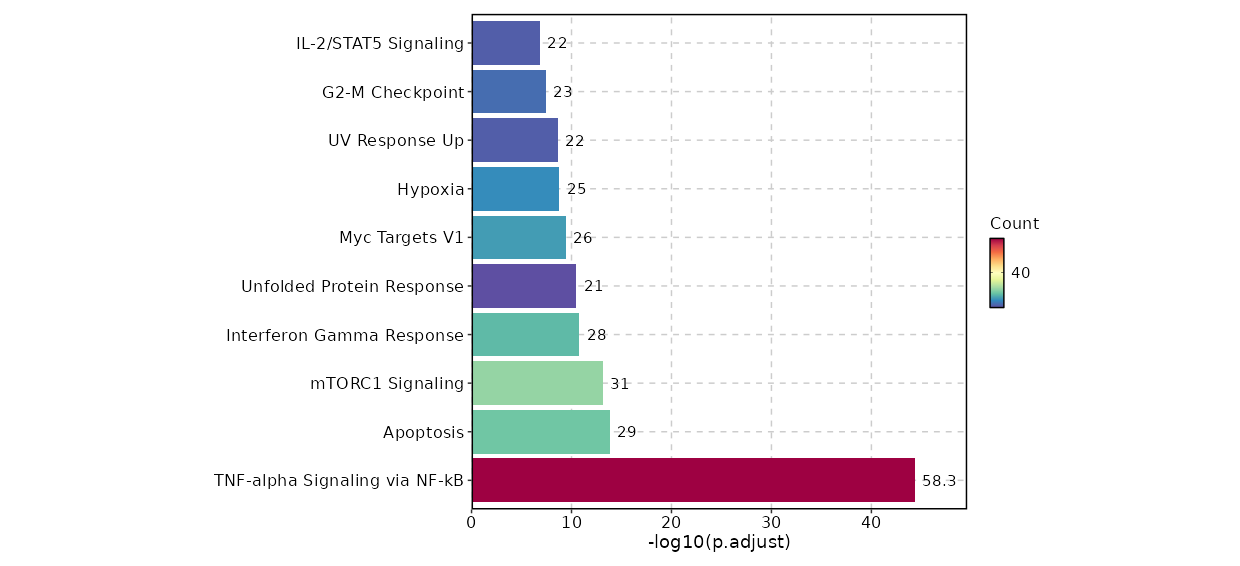 IL-2/STAT5 Signaling 22
G2-M Checkpoint 23
UV Response Up 22
Hypoxia 25
Myc Targets V1 26
Unfolded Protein Response 21
Interferon Gamma Response 28
mTORC1 Signaling 31
Apoptosis 29
TNF-alpha Signaling via NF-kB 58.3
0 10 20 30 40
-log10(p.adjust)
Count
40